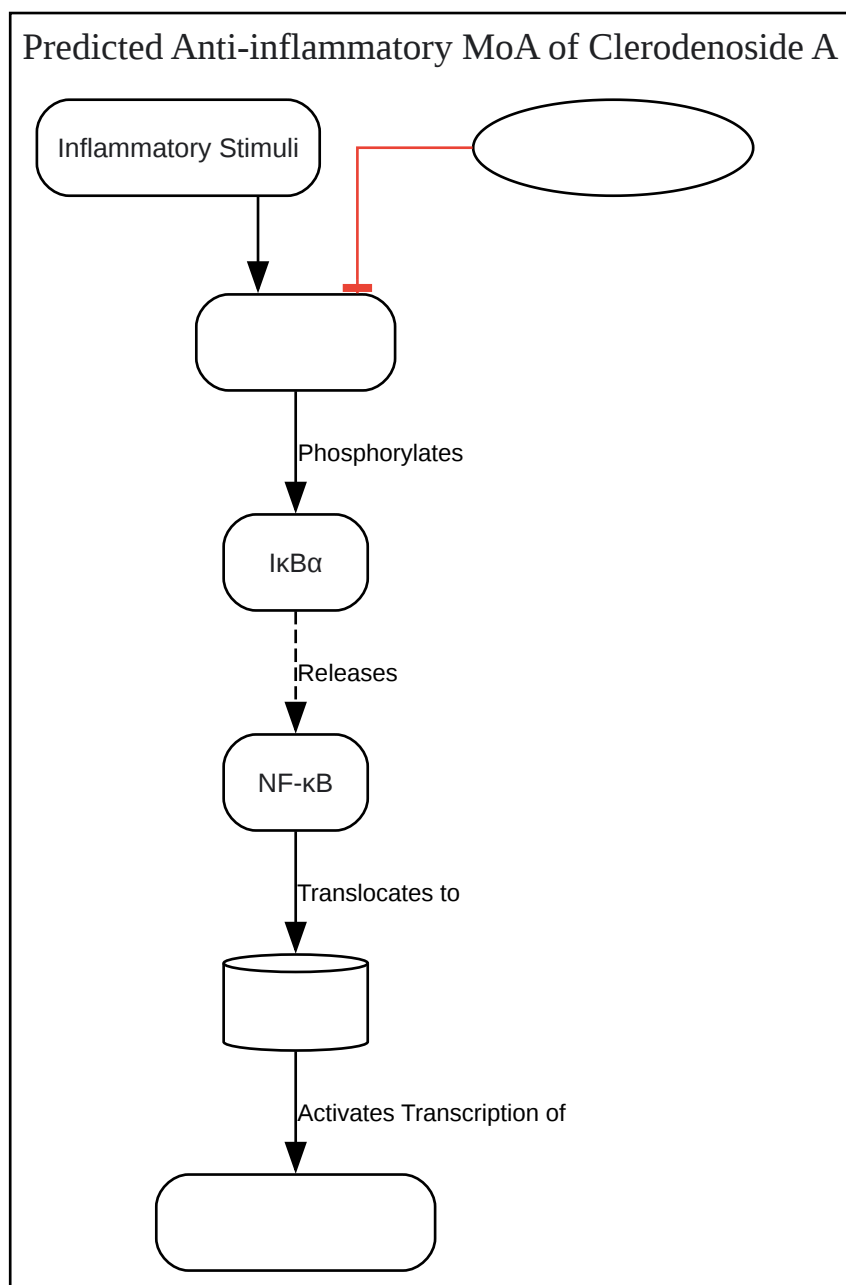 Predicted Anti-inflammatory MoA of Clerodenoside A
Inflammatory Stimuli
Phosphorylates
IκBα
Releases
NF-κB
Translocates to
Activates Transcription of